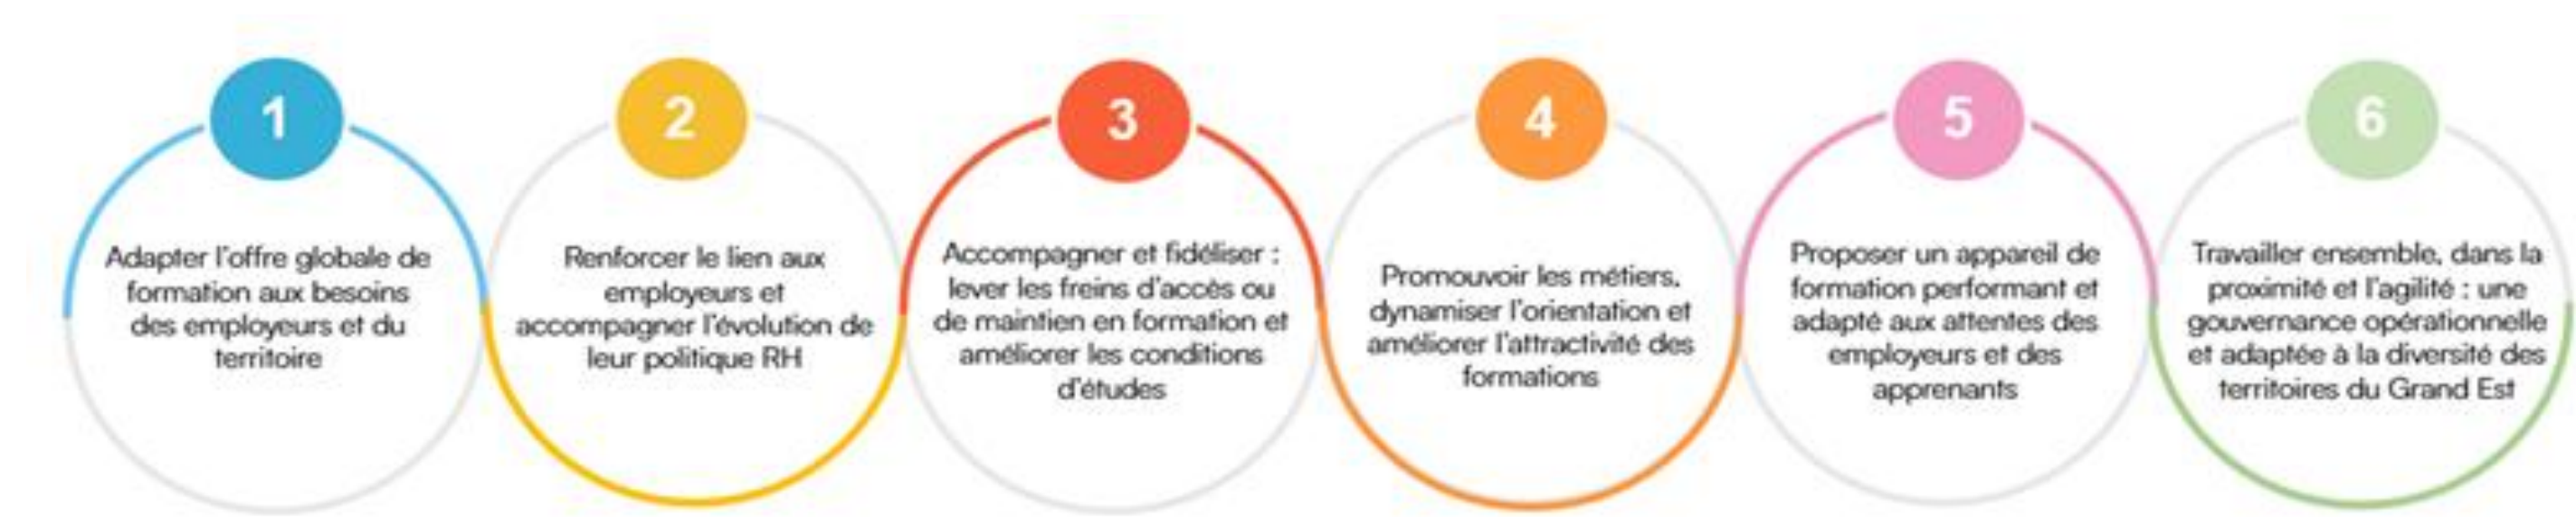 1
Adapter l'offre globale de
formation aux besoins
des employeurs et du
territoire
2
Renforcer le lien aux
employeurs et
accompagner l'évolution de
leur politique RH
3
Accompagner et fidéliser :
lever les freins d'accès ou
de maintien en formation et
améliorer les conditions
d'études
4
Promouvoir les métiers,
dynamiser l'orientation et
améliorer l'attractivité des
formations
5
Proposer un appareil de
formation performant et
adapté aux attentes des
employeurs et des
apprenants
6
Travailler ensemble, dans la
proximité et l'agilité : une
gouvernance opérationnelle
et adaptée à la diversité des
territoires du Grand Est